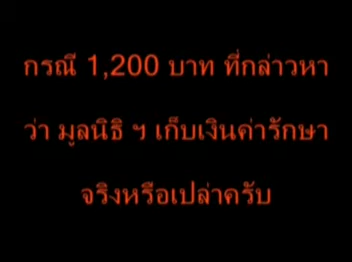 กรณี 1,200 บาท ที่กล่าวหา
ว่า มูลนิธิ ฯ เก็บเงินค่ารักษา
จริงหรือเปล่าครับ